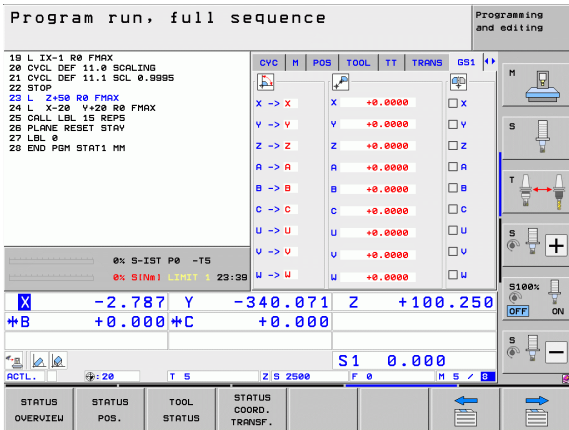 Program run, full sequence
Programming and editing
19 L IX-1 R0 FMAX
20 CYCL DEF 11.0 SCALING
21 CYCL DEF 11.1 SCL 0.9995
22 STOP
23 L Z+50 R0 FMAX
24 L X-20 Y+20 R0 FMAX
25 CALL LBL 15 REP5
26 PLANE RESET STAY
27 LBL 0
28 END PGM STAT1 MM
CYC M POS TOOL TT TRANS GS1
X -> X X +0.0000 X
Y -> Y Y +0.0000 Y
Z -> Z Z +0.0000 Z
A -> A A +0.0000 A
B -> B B +0.0000 B
C -> C C +0.0000 C
U -> U U +0.0000 U
V -> V V +0.0000 V
W -> W W +0.0000 W
0% S-IST P0 -T5
0% S[Nm] LIMIT 1 23:39
X -2.787 Y -340.071 Z +100.250
B +0.000 C +0.000
S1 0.000
ACTL. : 20 T 5 Z S 2500 F 0 M 5 / 8
M
S
T
S
S100%
OFF ON
S
STATUS OVERVIEW
STATUS POS.
TOOL STATUS
STATUS COORD. TRANSF.